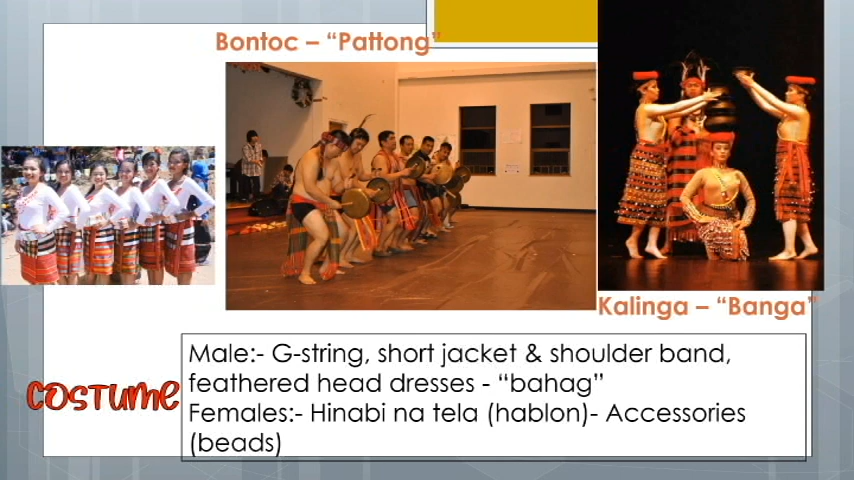 Bontoc – “Pattong”
Kalinga – “Banga”
Male:- G-string, short jacket & shoulder band,
feathered head dresses - “bahag”
COSTUME
Females:- Hinabi na tela (hablon)- Accessories
(beads)